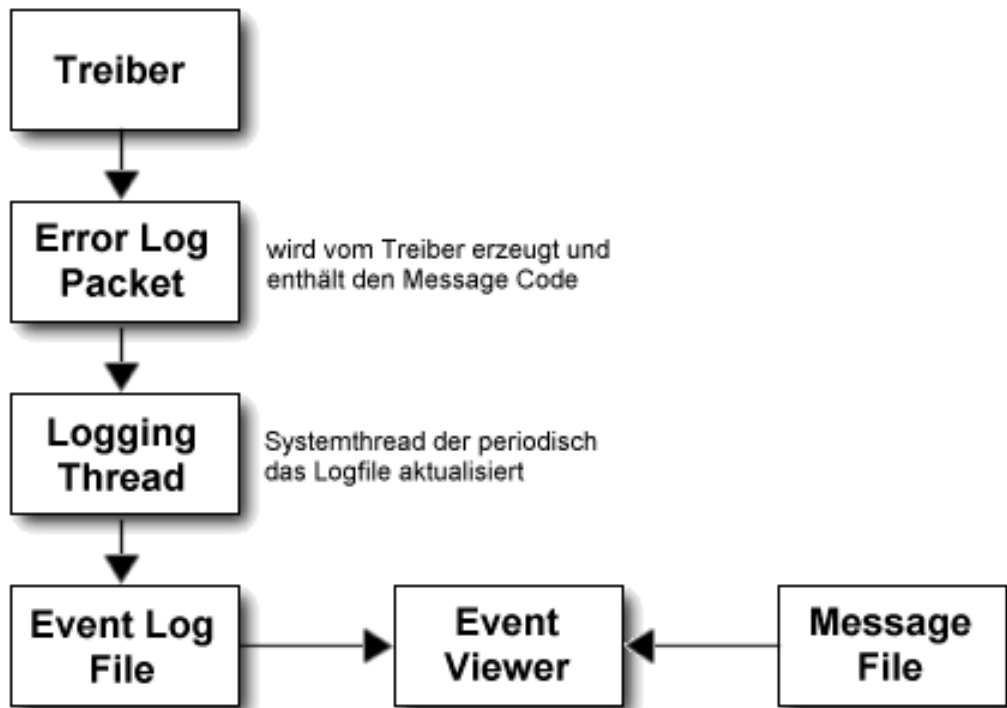 Treiber
Error Log
Packet
wird vom Treiber erzeugt und
enthält den Message Code
Logging
Thread
Systemthread der periodisch
das Logfile aktualisiert
Event Log
File
Event
Viewer
Message
File